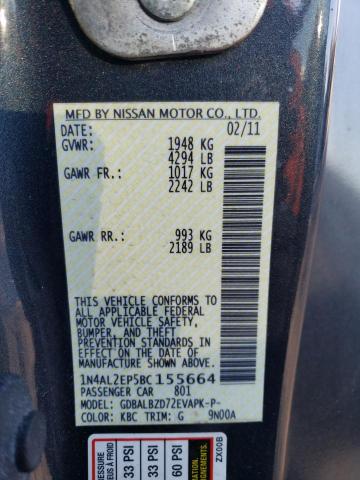 MFD BY NISSAN MOTOR CO., LTD.
DATE: 02/11
GVWR: 1948 KG
4294 LB
GAWR FR.: 1017 KG
2242 LB
GAWR RR.: 993 KG
2189 LB
THIS VEHICLE CONFORMS TO
ALL APPLICABLE FEDERAL
MOTOR VEHICLE SAFETY,
BUMPER, AND THEFT
PREVENTION STANDARDS
IN EFFECT ON THE DATE OF
MANUFACTURE SHOWN ABOVE.
1N4AL2EP5BC155664
PASSENGER CAR 801
MODEL: GDBALBZD72EVAPK-P-
COLOR: KBC TRIM: G 9N00A
ZX00B
33 PSI
33 PSI
60 PSI